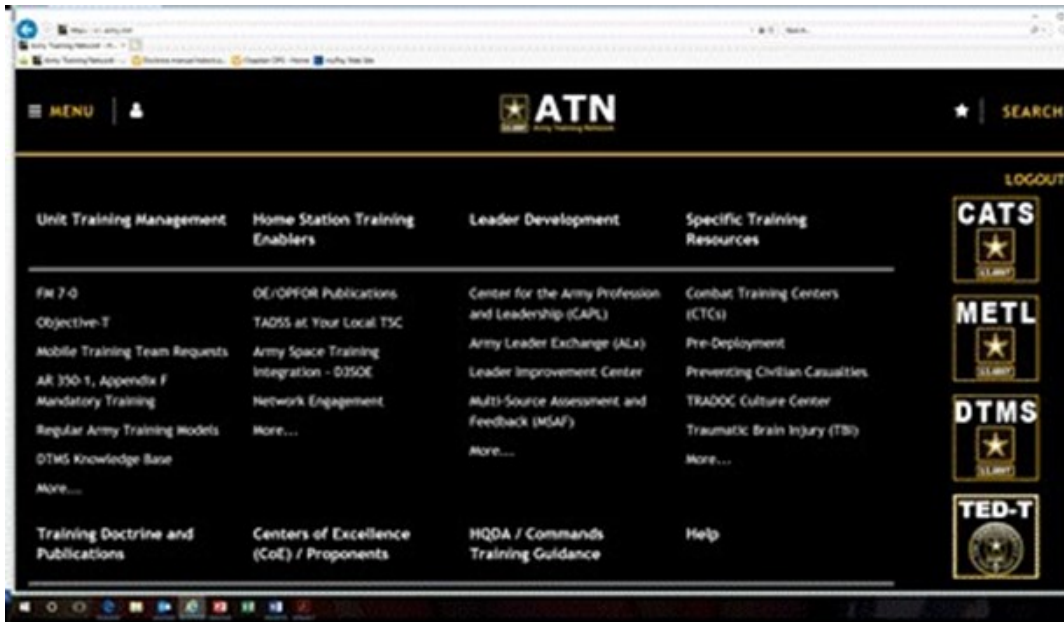 Search...
MENU
U.S. ARMY
ATN
Army Training Network
SEARCH
LOGOUT
Unit Training Management
FM 7-0
Objective-T
Mobile Training Team Requests
AR 350-1, Appendix F
Mandatory Training
Regular Army Training Models
DTMS Knowledge Base
More...
Home Station Training
Enablers
OE/OPFOR Publications
TADSS at Your Local TSC
Army Space Training
Integration - D3SOE
Network Engagement
More...
Leader Development
Center for the Army Profession
and Leadership (CAPL)
Army Leader Exchange (ALx)
Leader Improvement Center
Multi-Source Assessment and
Feedback (MSAF)
More...
Specific Training
Resources
Combat Training Centers
(CTCs)
Pre-Deployment
Preventing Civilian Casualties
TRADOC Culture Center
Traumatic Brain Injury (TBI)
More...
Training Doctrine and
Publications
Centers of Excellence
(CoE) / Proponents
HQDA / Commands
Training Guidance
Help
CATS
U.S. ARMY
METL
U.S. ARMY
DTMS
U.S. ARMY
TED-T